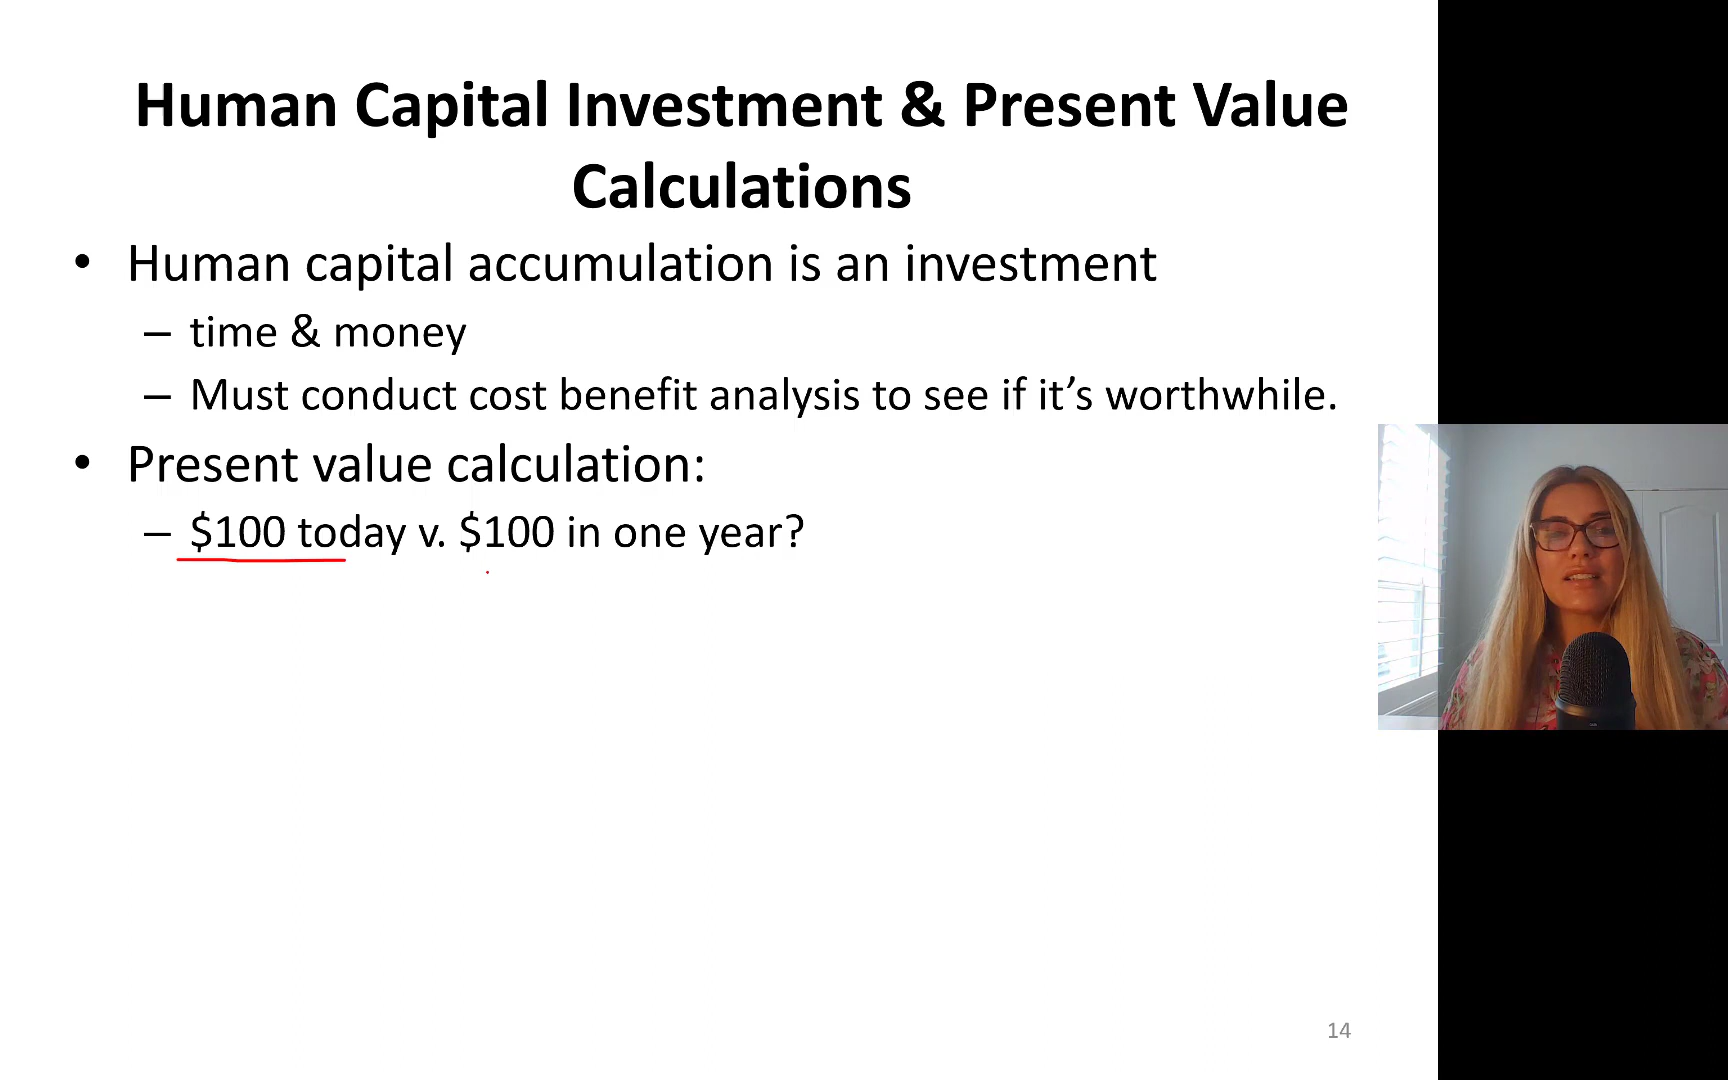 Human Capital Investment & Present Value
Calculations
• Human capital accumulation is an investment
– time & money
– Must conduct cost benefit analysis to see if it’s worthwhile.
• Present value calculation:
– $100 today v. $100 in one year?
14